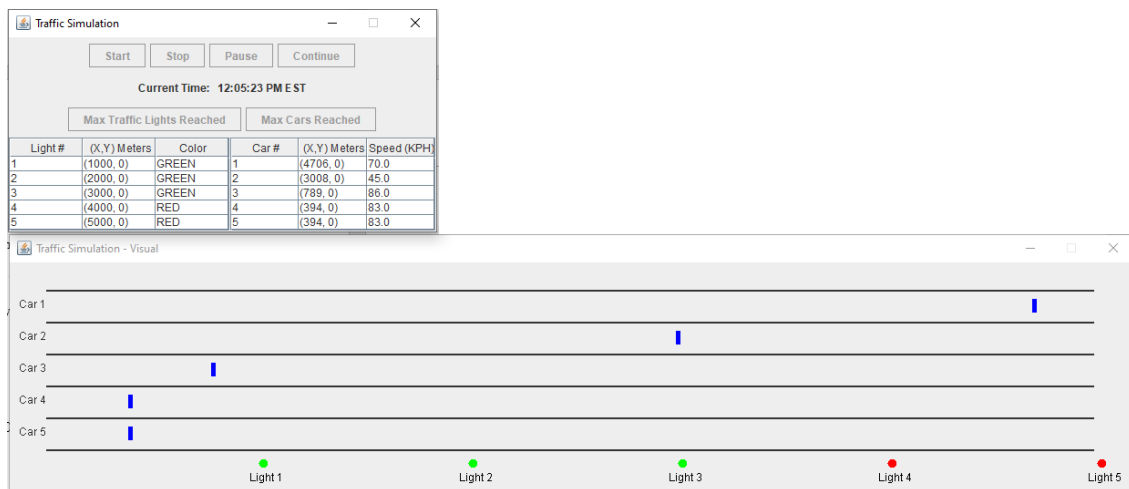 Traffic Simulation
Start Stop Pause Continue
Current Time: 12:05:23 PM EST
Max Traffic Lights Reached Max Cars Reached
Light # (X,Y) Meters Color Car # (X,Y) Meters Speed (KPH)
1 (1000, 0) GREEN 1 (4706, 0) 70.0
2 (2000, 0) GREEN 2 (3008, 0) 45.0
3 (3000, 0) GREEN 3 (789, 0) 86.0
4 (4000, 0) RED 4 (394, 0) 83.0
5 (5000, 0) RED 5 (394, 0) 83.0
Traffic Simulation - Visual
Car 1
Car 2
Car 3
Car 4
Car 5
Light 1 Light 2 Light 3 Light 4 Light 5